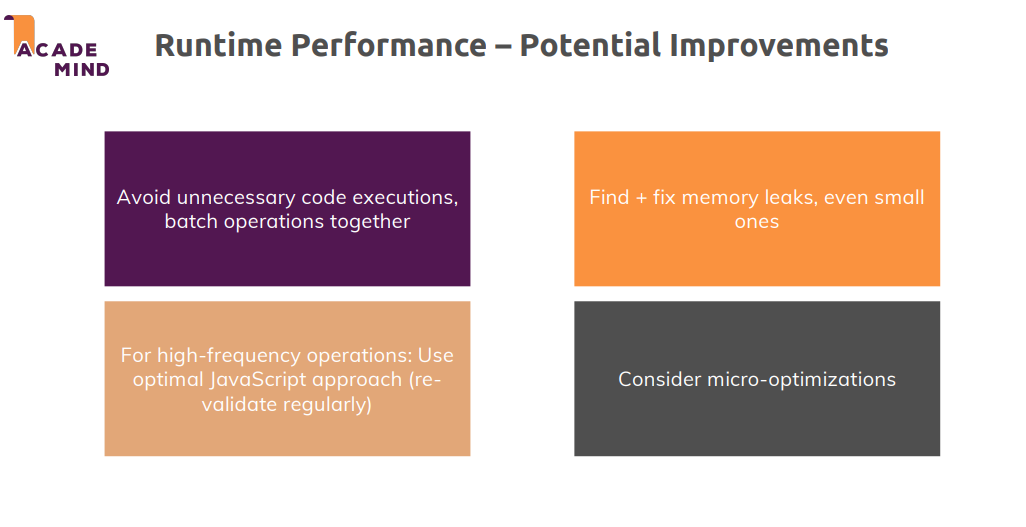 ACADE
MIND
Runtime Performance – Potential Improvements
Avoid unnecessary code executions,
batch operations together
Find + fix memory leaks, even small
ones
For high-frequency operations: Use
optimal JavaScript approach (re-
validate regularly)
Consider micro-optimizations